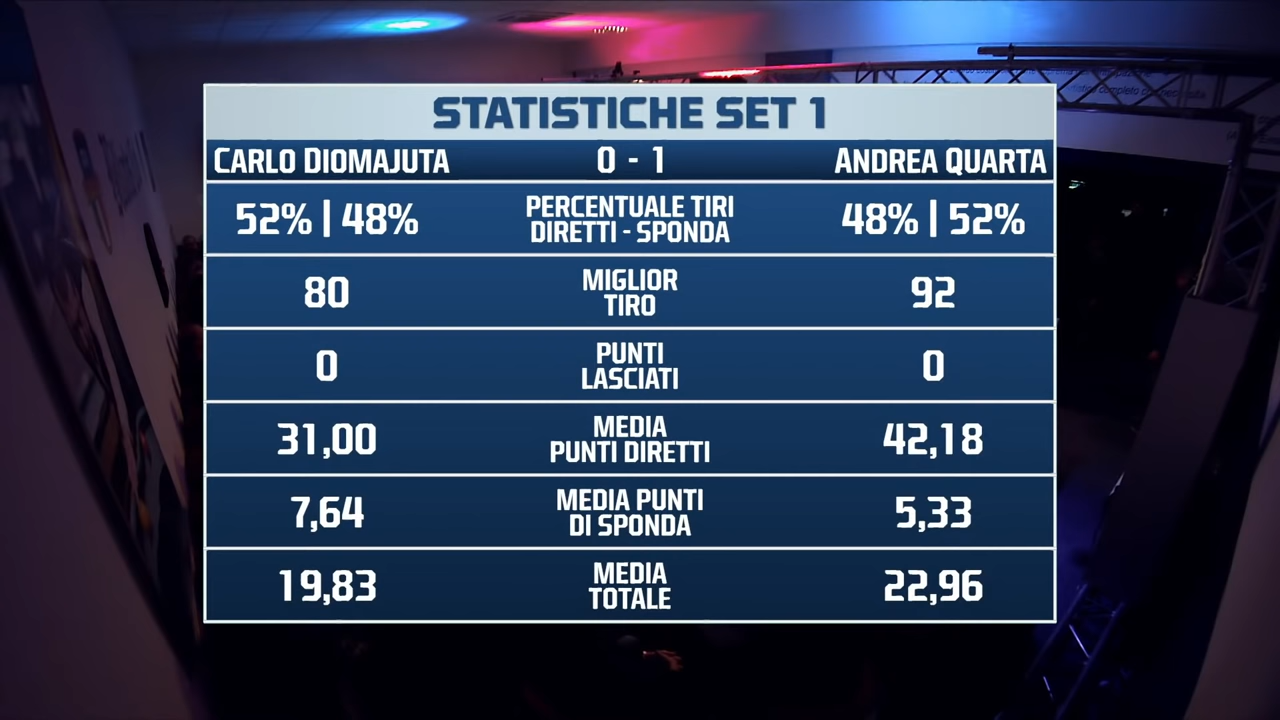 STATISTICHE SET 1
CARLO DIOMAJUTA 0 - 1 ANDREA QUARTA
52% | 48% PERCENTUALE TIRI DIRETTI - SPONDA 48% | 52%
80 MIGLIOR TIRO 92
0 PUNTI LASCIATI 0
31,00 MEDIA PUNTI DIRETTI 42,18
7,64 MEDIA PUNTI DI SPONDA 5,33
19,83 MEDIA TOTALE 22,96